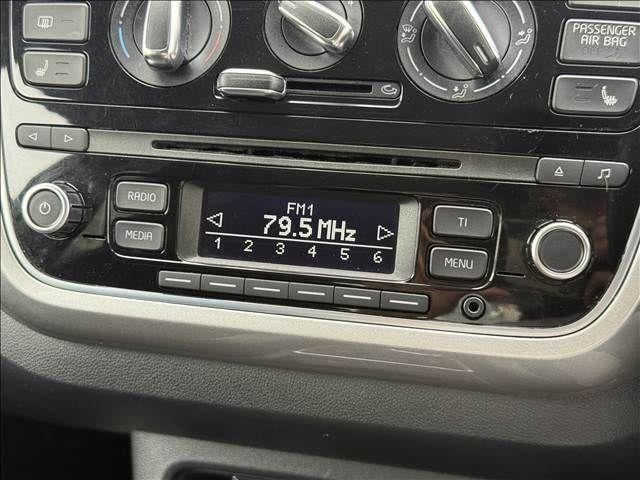 PASSENGER
AIR BAG
RADIO
MEDIA
FM1
79.5 MHz
1 2 3 4 5 6
TI
MENU